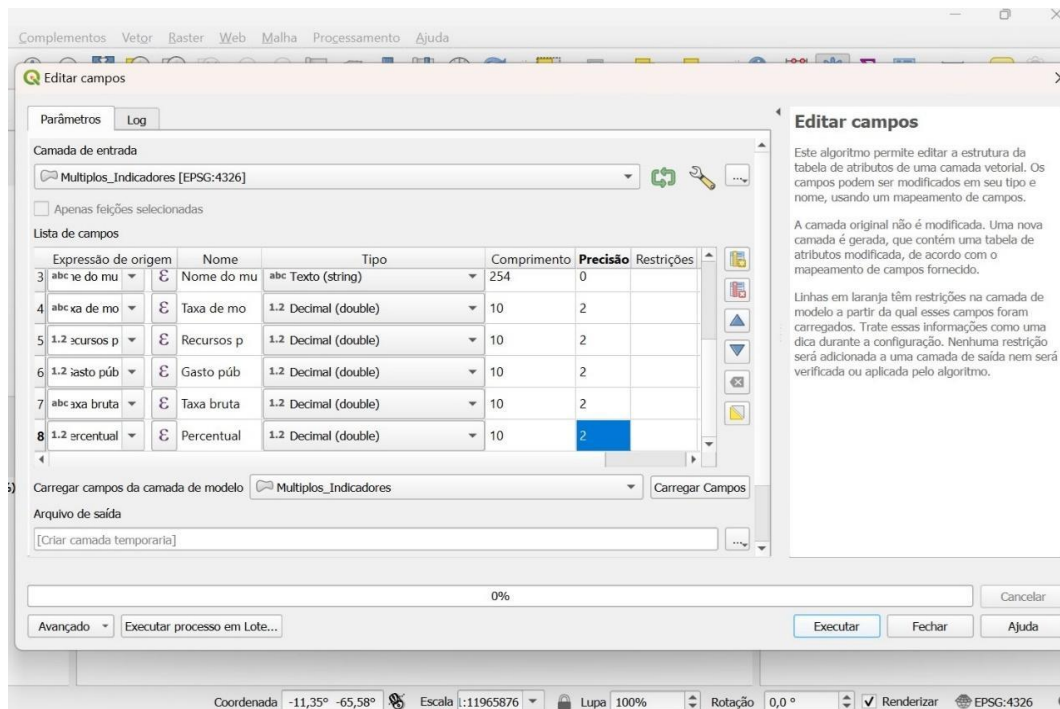 Complementos Vetor Raster Web Malha Processamento Ajuda
Editar campos
Parâmetros Log
Camada de entrada
Multiplos_Indicadores [EPSG:4326]
...
Apenas feições selecionadas
Lista de campos
Expressão de origem Nome Tipo Comprimento Precisão Restrições
3 abc ne do mu ε Nome do mu abc Texto (string) 254 0
4 abc xa de mo ε Taxa de mo 1.2 Decimal (double) 10 2
5 1.2 ecursos p ε Recursos p 1.2 Decimal (double) 10 2
6 1.2 asto púb ε Gasto púb 1.2 Decimal (double) 10 2
7 abc axa bruta ε Taxa bruta 1.2 Decimal (double) 10 2
8 1.2 ercentual ε Percentual 1.2 Decimal (double) 10 2
Carregar campos da camada de modelo Multiplos_Indicadores Carregar Campos
Arquivo de saída
[Criar camada temporaria] ...
0% Cancelar
Avançado Executar processo em Lote... Executar Fechar Ajuda
Editar campos
Este algoritmo permite editar a estrutura da
tabela de atributos de uma camada vetorial. Os
campos podem ser modificados em seu tipo e
nome, usando um mapeamento de campos.
A camada original não é modificada. Uma nova
camada é gerada, que contém uma tabela de
atributos modificada, de acordo com o
mapeamento de campos fornecido.
Linhas em laranja têm restrições na camada de
modelo a partir da qual esses campos foram
carregados. Trate essas informações como uma
dica durante a configuração. Nenhuma restrição
será adicionada a uma camada de saída nem será
verificada ou aplicada pelo algoritmo.
Coordenada -11,35° -65,58° Escala 1:11965876 Lupa 100% Rotação 0,0 ° Renderizar EPSG:4326